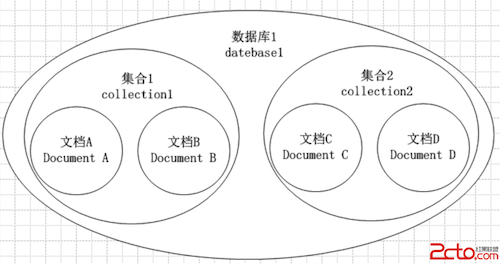 数据库1
datebase1
集合1
collection1
集合2
collection2
文档A
Document A
文档B
Document B
文档C
Document C
文档D
Document D
红黑联盟
2cto.com